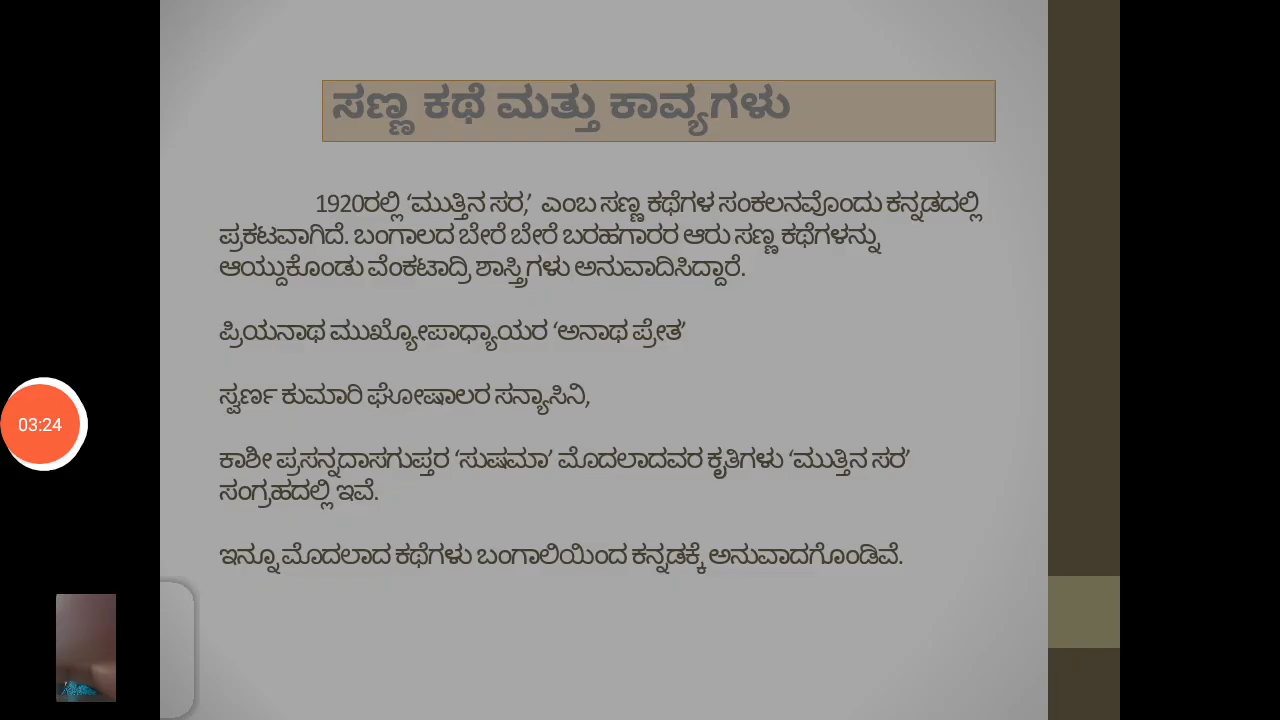 ಸಣ್ಣ ಕಥೆ ಮತ್ತು ಕಾವ್ಯಗಳು
1920ರಲ್ಲಿ ‘ಮುತ್ತಿನ ಸರ,’ ಎಂಬ ಸಣ್ಣ ಕಥೆಗಳ ಸಂಕಲನವೊಂದು ಕನ್ನಡದಲ್ಲಿ
ಪ್ರಕಟವಾಗಿದೆ. ಬಂಗಾಲದ ಬೇರೆ ಬೇರೆ ಬರಹಗಾರರ ಆರು ಸಣ್ಣ ಕಥೆಗಳನ್ನು
ಆಯ್ದುಕೊಂಡು ವೆಂಕಟಾದ್ರಿ ಶಾಸ್ತ್ರಿಗಳು ಅನುವಾದಿಸಿದ್ದಾರೆ.
ಪ್ರಿಯನಾಥ ಮುಖ್ಯೋಪಾಧ್ಯಾಯರ ‘ಅನಾಥ ಪ್ರೇತ’
ಸ್ವರ್ಣ ಕುಮಾರಿ ಘೋಷಾಲರ ಸನ್ಯಾಸಿನಿ,
ಕಾಶೀ ಪ್ರಸನ್ನದಾಸಗುಪ್ತರ ‘ಸುಷಮಾ’ ಮೊದಲಾದವರ ಕೃತಿಗಳು ‘ಮುತ್ತಿನ ಸರ’
ಸಂಗ್ರಹದಲ್ಲಿ ಇವೆ.
ಇನ್ನೂ ಮೊದಲಾದ ಕಥೆಗಳು ಬಂಗಾಲಿಯಿಂದ ಕನ್ನಡಕ್ಕೆ ಅನುವಾದಗೊಂಡಿವೆ.
03:24